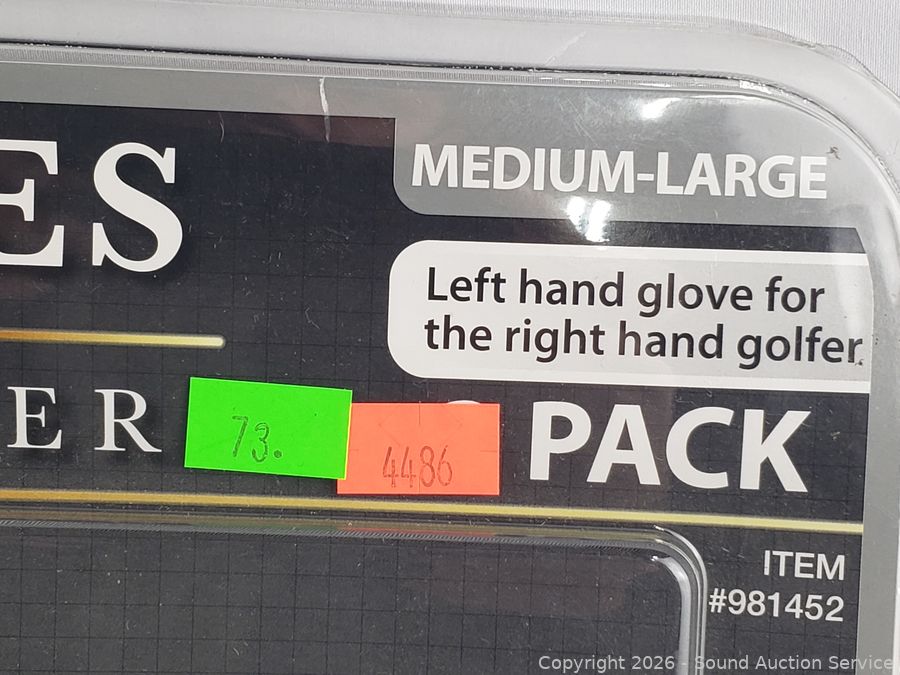 ES
MEDIUM-LARGE
Left hand glove for
the right hand golfer
ER
73.
4486
PACK
ITEM
#981452
Copyright 2026 - Sound Auction Service